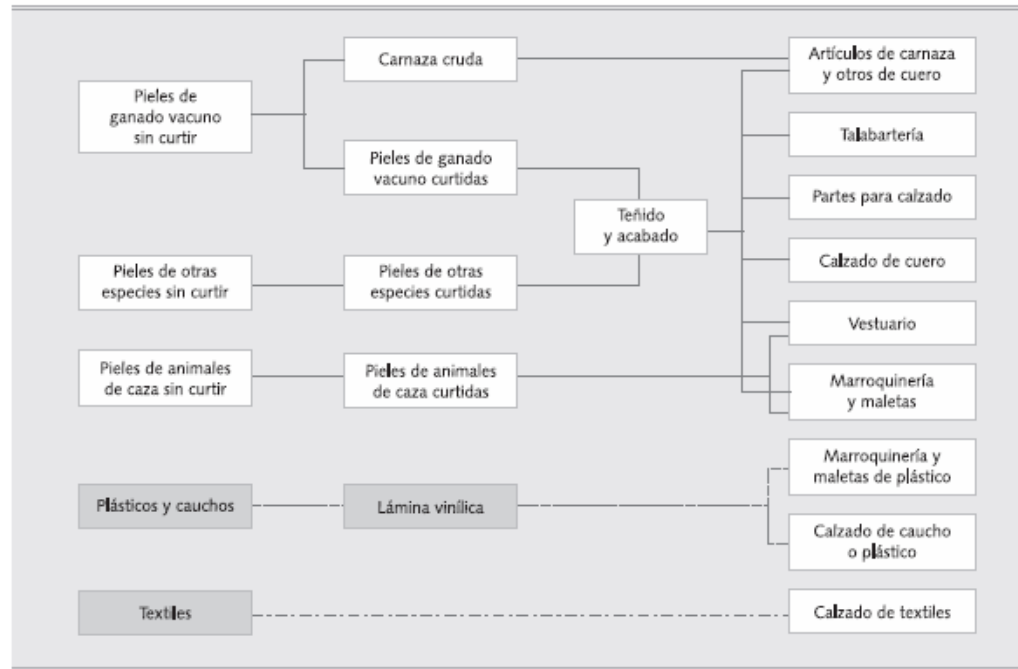 Pieles de
ganado vacuno
sin curtir
Carnaza cruda
Artículos de carnaza
y otros de cuero
Talabartería
Pieles de ganado
vacuno curtidas
Partes para calzado
Teñido
y acabado
Calzado de cuero
Pieles de otras
especies sin curtir
Pieles de otras
especies curtidas
Vestuario
Pieles de animales
de caza sin curtir
Pieles de animales
de caza curtidas
Marroquinería
y maletas
Marroquinería y
maletas de plástico
Plásticos y cauchos
Lámina vinílica
Calzado de caucho
o plástico
Textiles
Calzado de textiles